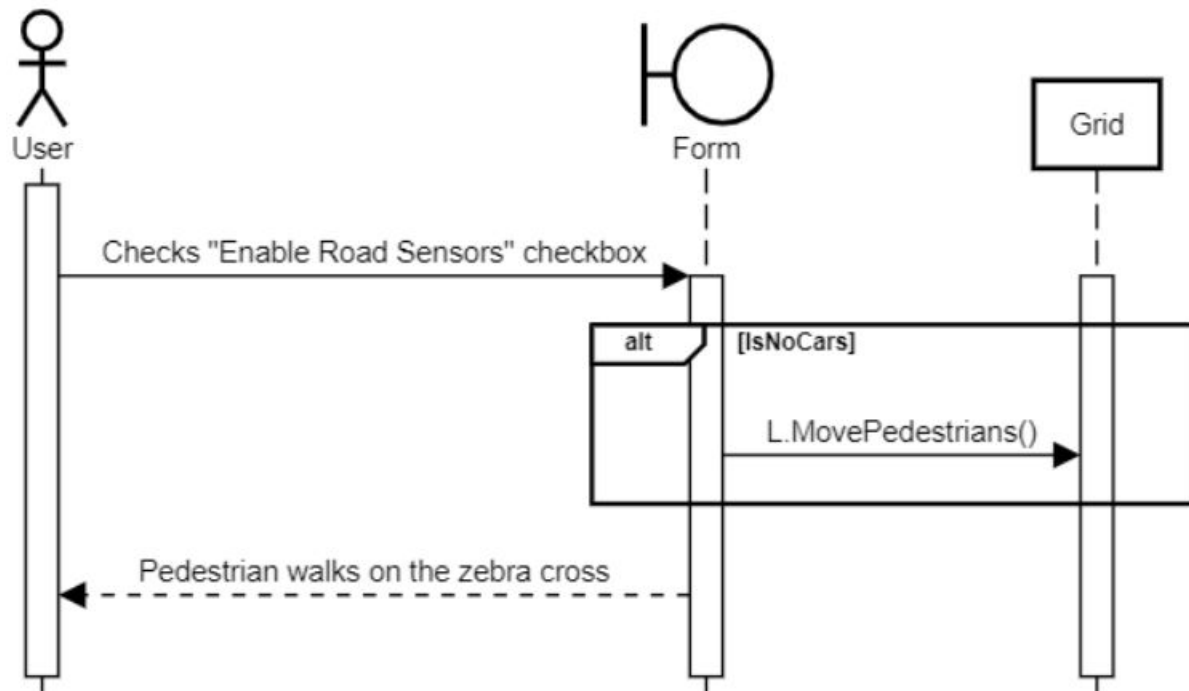 User
Form
Grid
Checks "Enable Road Sensors" checkbox
alt
[IsNoCars]
L.MovePedestrians()
Pedestrian walks on the zebra cross